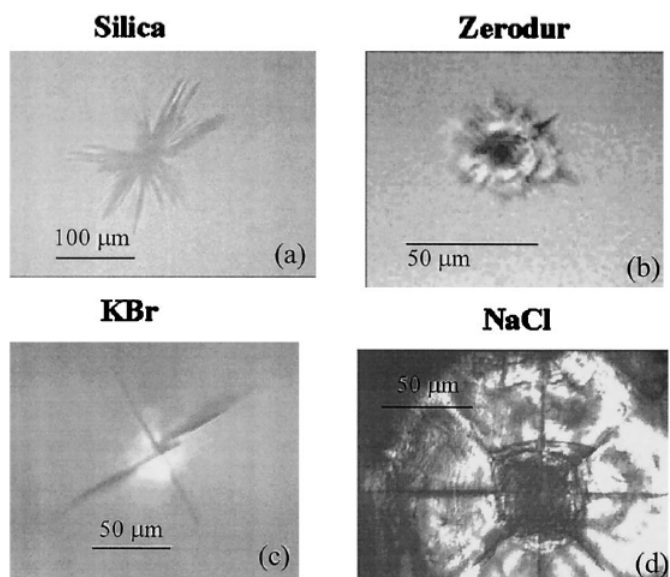 Silica
Zerodur
100 μm
(a)
50 μm
(b)
KBr
NaCl
50 μm
(c)
50 μm
(d)